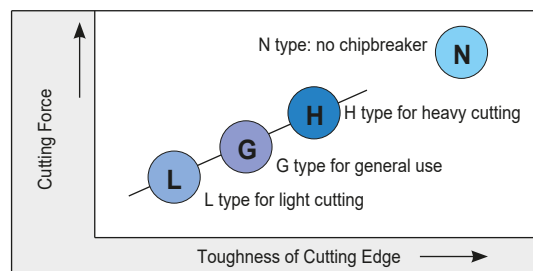 N type: no chipbreaker
N
H
H type for heavy cutting
G
G type for general use
L
L type for light cutting
Cutting Force
Toughness of Cutting Edge